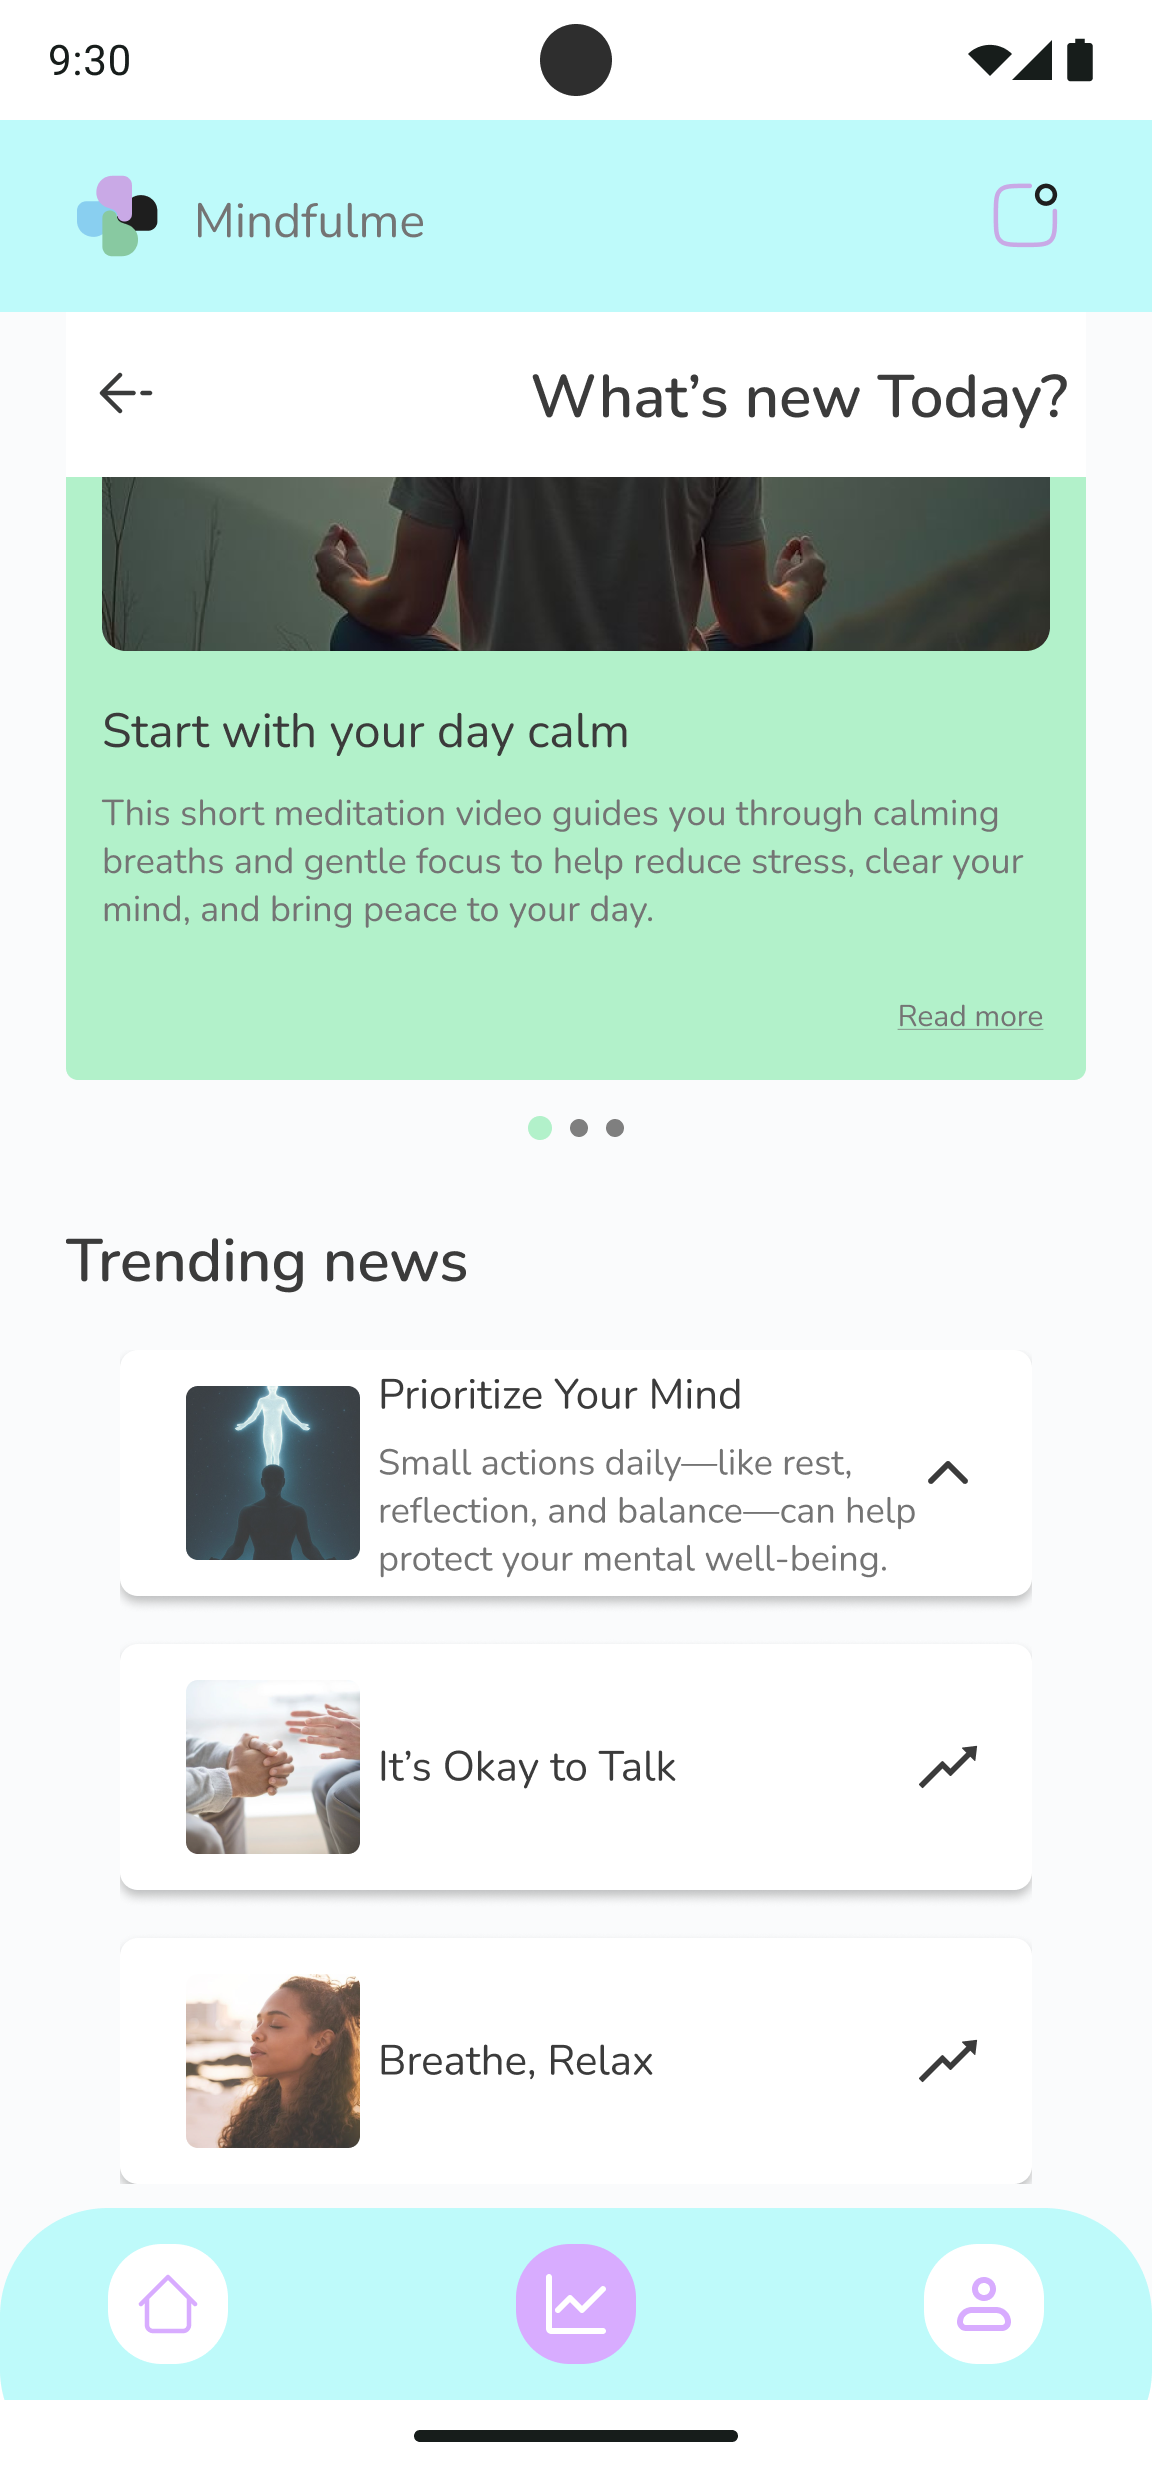 9:30
Mindfulme
What’s new Today?
Start with your day calm
This short meditation video guides you through calming
breaths and gentle focus to help reduce stress, clear your
mind, and bring peace to your day.
Read more
Trending news
Prioritize Your Mind
Small actions daily—like rest,
reflection, and balance—can help
protect your mental well-being.
It’s Okay to Talk
Breathe, Relax